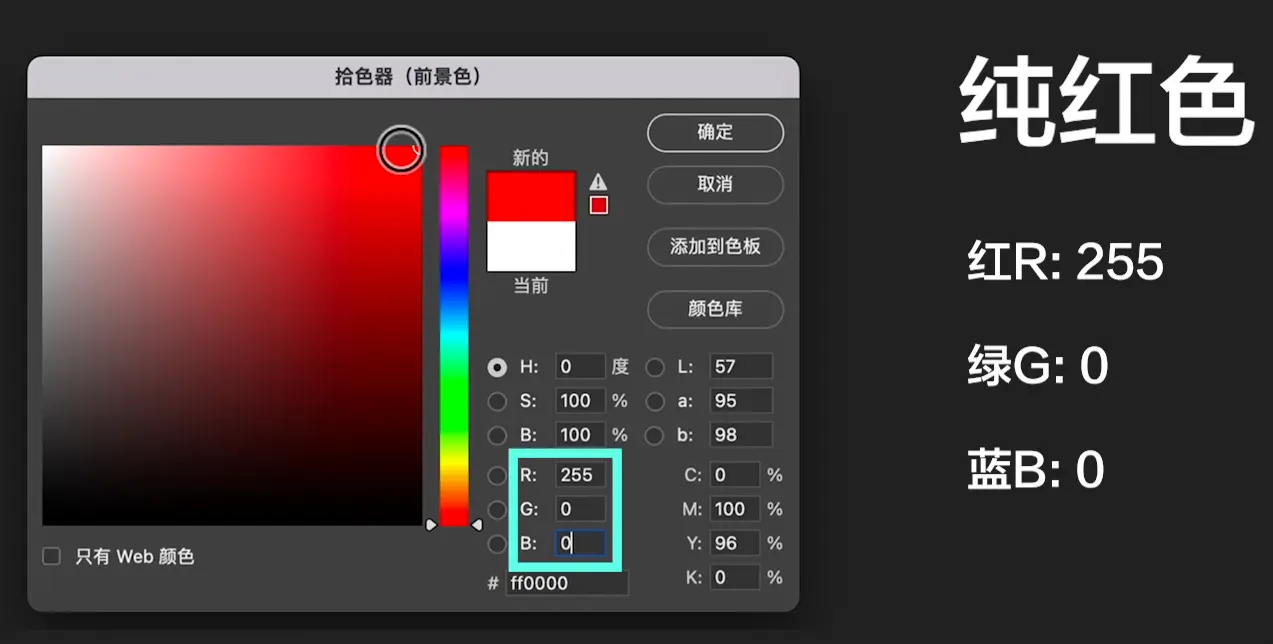 拾色器（前景色）
纯红色
确定
新的
取消
添加到色板
当前
颜色库
红R: 255
绿G: 0
蓝B: 0
H: 0 度 L: 57
S: 100 % a: 95
B: 100 % b: 98
R: 255 C: 0 %
G: 0 M: 100 %
B: 0 Y: 96 %
# ff0000 K: 0 %
只有 Web 颜色